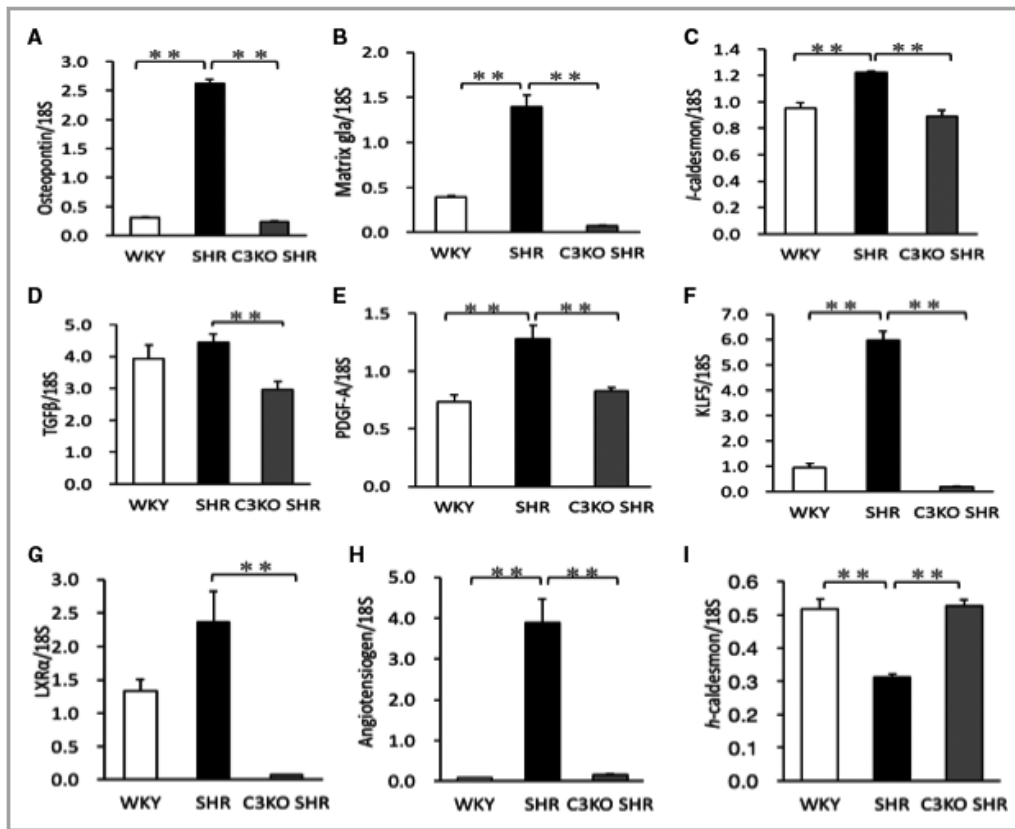 A
Osteopontin/18S
3.0
2.5
2.0
1.5
1.0
0.5
0.0
** **
WKY SHR C3KO SHR
B
Matrix gla/18S
2.0
1.5
1.0
0.5
0.0
** **
WKY SHR C3KO SHR
C
l-caldesmon/18S
1.4
1.2
1.0
0.8
0.6
0.4
0.2
0.0
** **
WKY SHR C3KO SHR
D
TGFβ/18S
5.0
4.0
3.0
2.0
1.0
0.0
**
WKY SHR C3KO SHR
E
PDGF-A/18S
1.5
1.0
0.5
0.0
** **
WKY SHR C3KO SHR
F
KLF5/18S
7.0
6.0
5.0
4.0
3.0
2.0
1.0
0.0
** **
WKY SHR C3KO SHR
G
LXRα/18S
3.0
2.5
2.0
1.5
1.0
0.5
0.0
**
WKY SHR C3KO SHR
H
Angiotensiogen/18S
5.0
4.0
3.0
2.0
1.0
0.0
** **
WKY SHR C3KO SHR
I
h-caldesmon/18S
0.6
0.5
0.4
0.3
0.2
0.1
0.0
** **
WKY SHR C3KO SHR